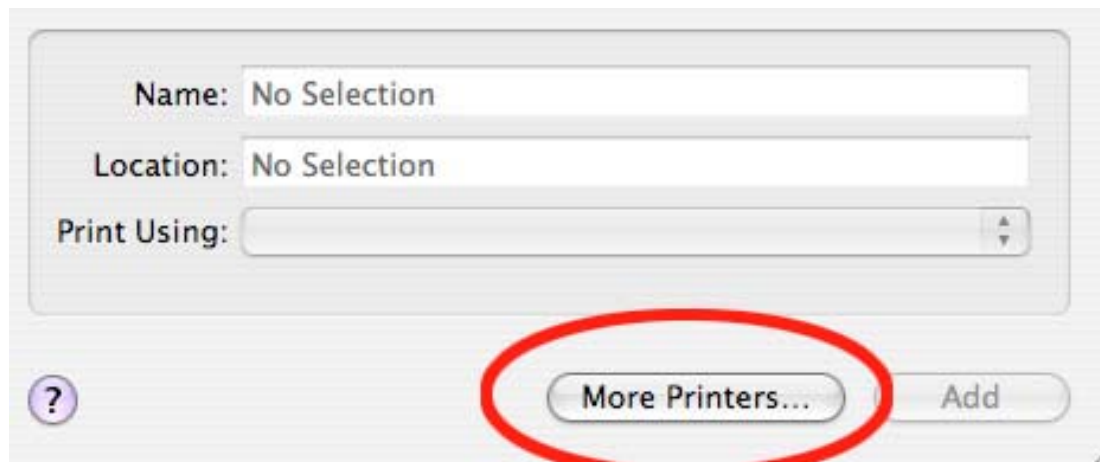 Name: No Selection
Location: No Selection
Print Using:
? More Printers... Add